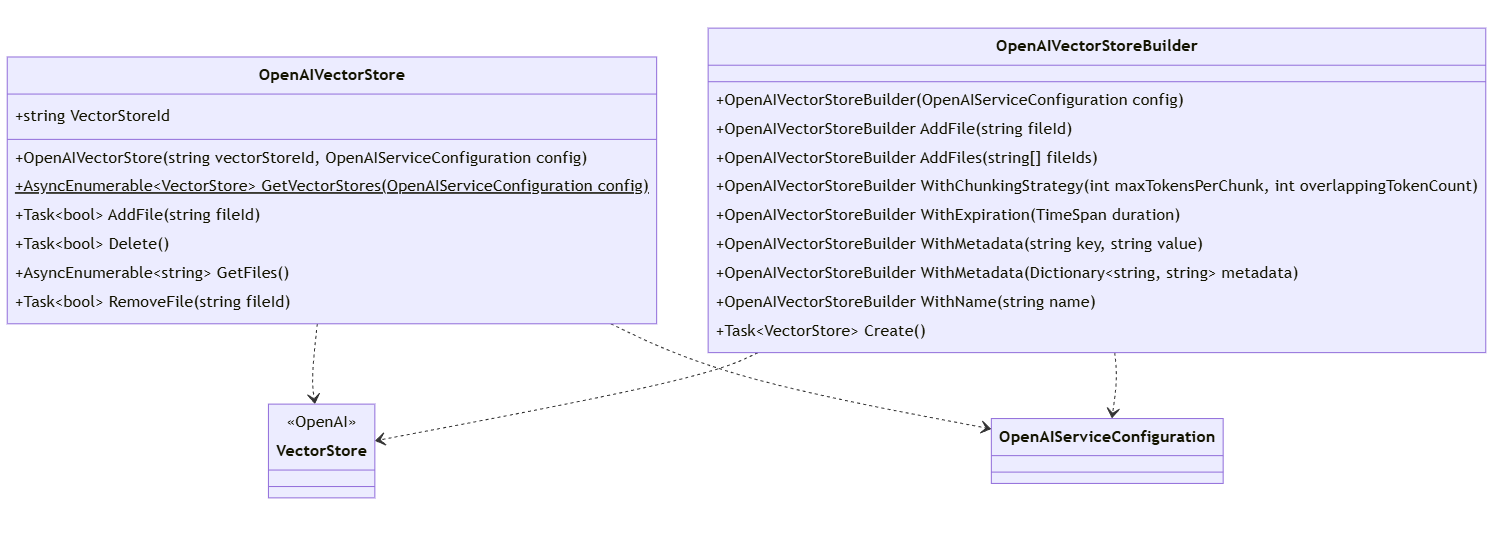 OpenAIVectorStore
+string VectorStoreId
+OpenAIVectorStore(string vectorStoreId, OpenAIServiceConfiguration config)
+AsyncEnumerable<VectorStore> GetVectorStores(OpenAIServiceConfiguration config)
+Task<bool> AddFile(string fileId)
+Task<bool> Delete()
+AsyncEnumerable<string> GetFiles()
+Task<bool> RemoveFile(string fileId)
OpenAIVectorStoreBuilder
+OpenAIVectorStoreBuilder(OpenAIServiceConfiguration config)
+OpenAIVectorStoreBuilder AddFile(string fileId)
+OpenAIVectorStoreBuilder AddFiles(string[] fileIds)
+OpenAIVectorStoreBuilder WithChunkingStrategy(int maxTokensPerChunk, int overlappingTokenCount)
+OpenAIVectorStoreBuilder WithExpiration(TimeSpan duration)
+OpenAIVectorStoreBuilder WithMetadata(string key, string value)
+OpenAIVectorStoreBuilder WithMetadata(Dictionary<string, string> metadata)
+OpenAIVectorStoreBuilder WithName(string name)
+Task<VectorStore> Create()
«OpenAI»
VectorStore
OpenAIServiceConfiguration